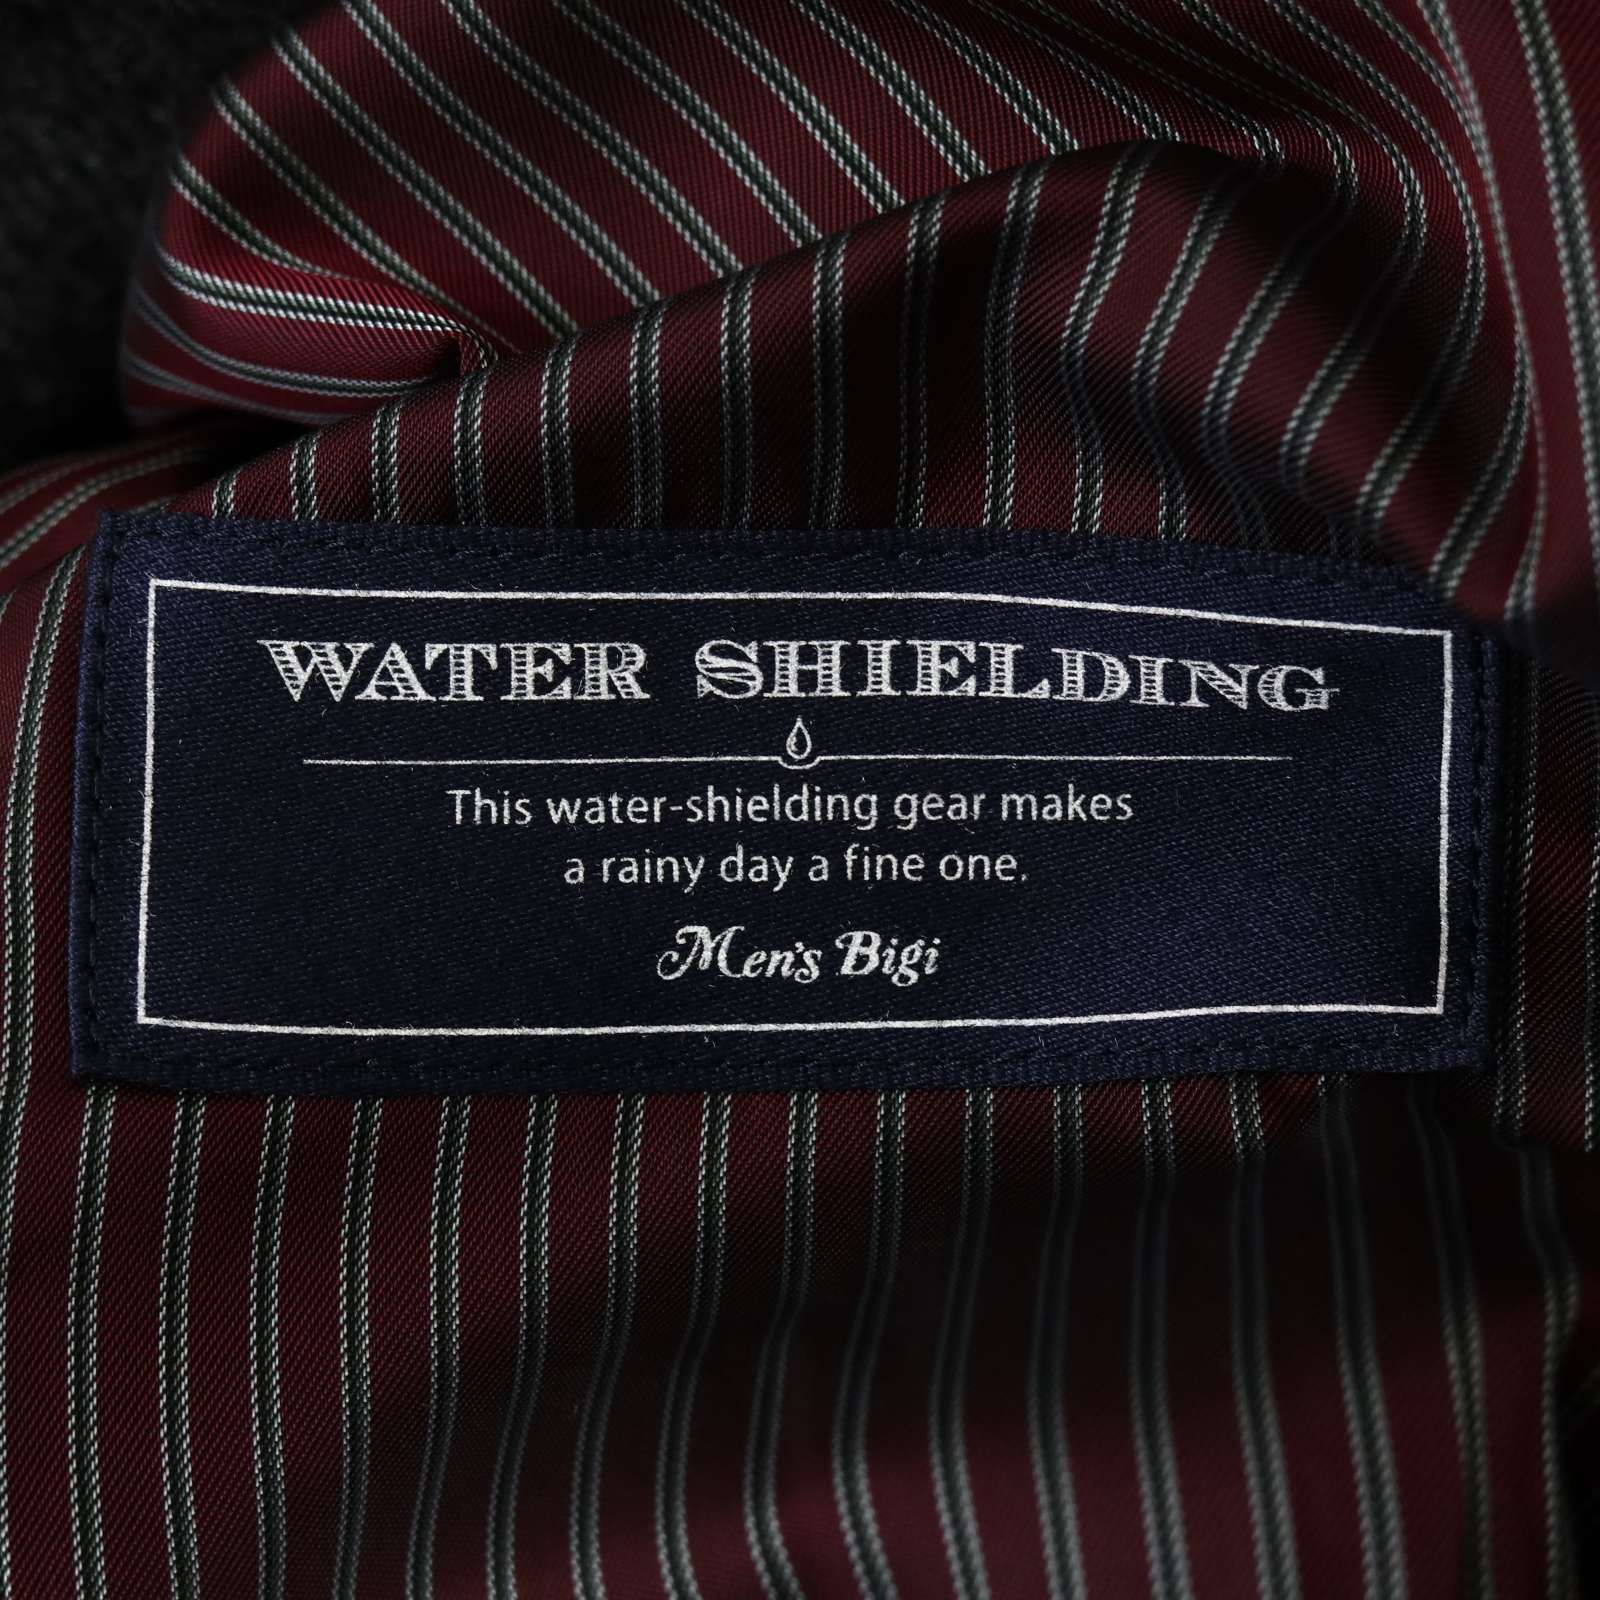 WATER SHIELDING
This water-shielding gear makes
a rainy day a fine one.
Men's Bigi